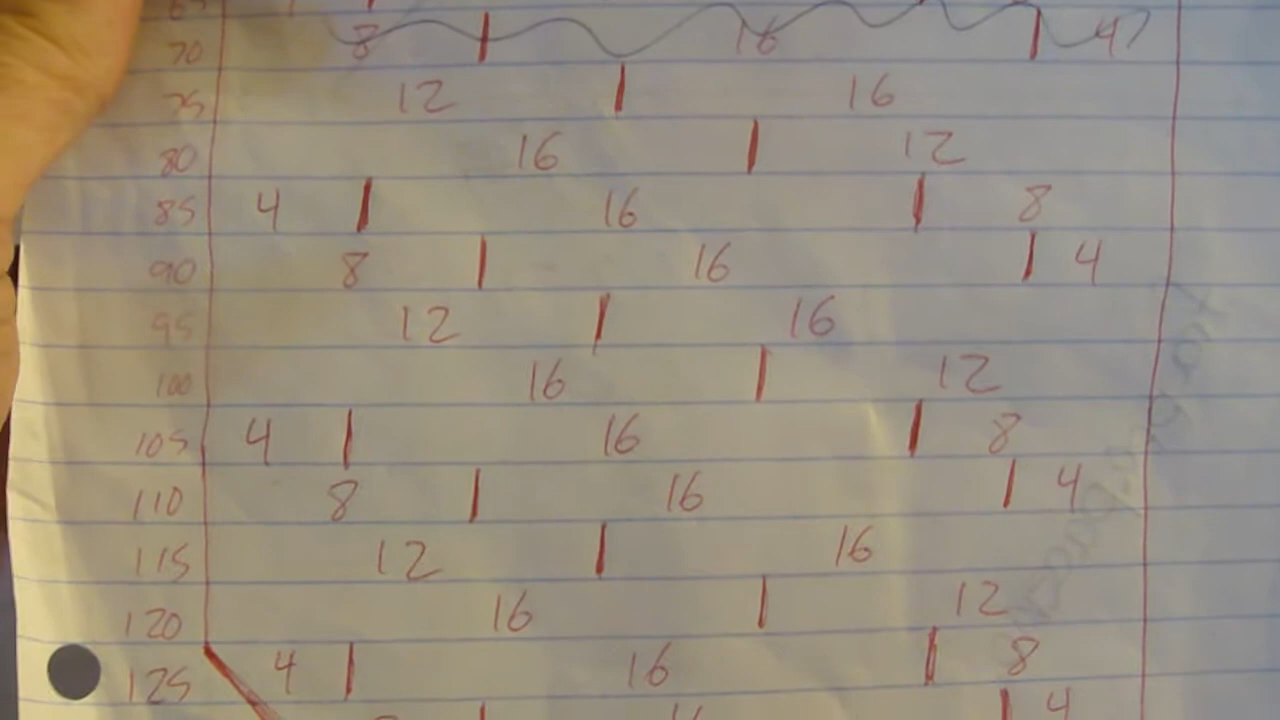 70 8 16 4
75 12 16
80 16 12
85 4 16 8
90 8 16 4
95 12 16
100 16 12
105 4 16 8
110 8 16 4
115 12 16
120 16 12
125 4 16 8
4